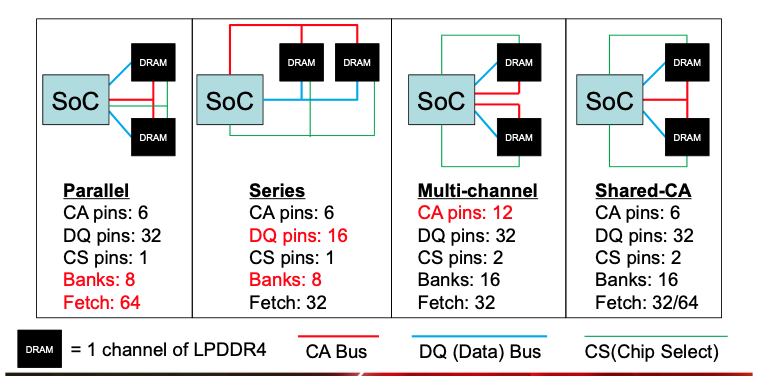 DRAM
SoC
DRAM
Parallel
CA pins: 6
DQ pins: 32
CS pins: 1
Banks: 8
Fetch: 64
DRAM
DRAM
SoC
Series
CA pins: 6
DQ pins: 16
CS pins: 1
Banks: 8
Fetch: 32
DRAM
SoC
DRAM
Multi-channel
CA pins: 12
DQ pins: 32
CS pins: 2
Banks: 16
Fetch: 32
DRAM
SoC
DRAM
Shared-CA
CA pins: 6
DQ pins: 32
CS pins: 2
Banks: 16
Fetch: 32/64
DRAM = 1 channel of LPDDR4
CA Bus
DQ (Data) Bus
CS(Chip Select)